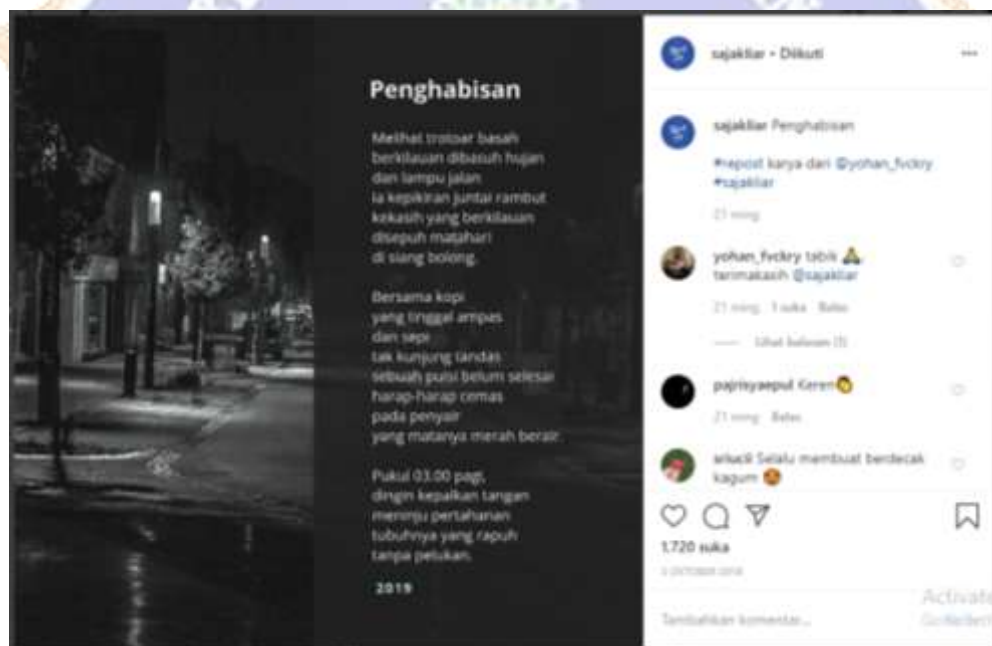 Penghabisan
Melihat trotoar basah
berkilauan dibasuh hujan
dan lampu jalan
ia kepikiran juntai rambut
kekasih yang berkilauan
disepuh matahari
di siang bolong.
Bersama kopi
yang tinggal ampas
dan sepi
tak kunjung tandas
sebuah puisi belum selesai
harap-harap cemas
pada penyair
yang matanya merah berair.
Pukul 03.00 pagi,
dingin kepalkan tangan
meninju pertahanan
tubuhnya yang rapuh
tanpa pelukan.
2019
sajakliar • Diikuti
sajakliar Penghabisan
#repost karya dari @yohan_fvckry
#sajakliar
21 ming
yohan_fvckry tabik 🙏
terimakasih @sajakliar
21 ming 1 suka Balas
Lihat balasan (1)
pajrisyaepul Keren
21 ming Balas
Selalu membuat berdecak
kagum 😍
1.720 suka
OKTOBER 2019
Tambahkan komentar...
Activate